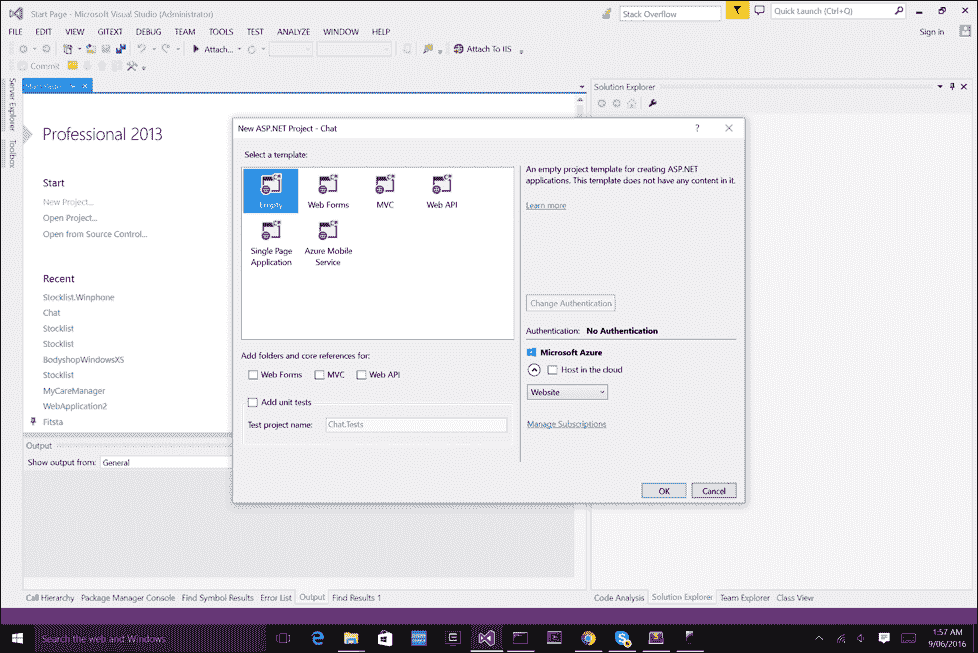 Start Page - Microsoft Visual Studio (Administrator)
Stack Overflow
Quick Launch (Ctrl+Q)
FILE EDIT VIEW GITEXT DEBUG TEAM TOOLS TEST ANALYZE WINDOW HELP
Sign in
Attach...
Attach To IIS
Commit
Server Explorer
Toolbox
Start Page
Professional 2013
Start
New Project...
Open Project...
Open from Source Control...
Recent
Stocklist.Winphone
Chat
Stocklist
Stocklist
BodyshopWindowsXS
Stocklist
MyCareManager
WebApplication2
Fitsta
Output
Show output from: General
New ASP.NET Project - Chat
?
Select a template:
Empty
Web Forms
MVC
Web API
Single Page
Application
Azure Mobile
Service
Add folders and core references for:
Web Forms MVC Web API
Add unit tests
Test project name: Chat.Tests
An empty project template for creating ASP.NET
applications. This template does not have any content in it.
Learn more
Change Authentication
Authentication: No Authentication
Microsoft Azure
Host in the cloud
Website
Manage Subscriptions
OK Cancel
Solution Explorer
Call Hierarchy Package Manager Console Find Symbol Results Error List Output Find Results 1
Code Analysis Solution Explorer Team Explorer Class View
Search the web and Windows
1:57 AM
9/06/2016